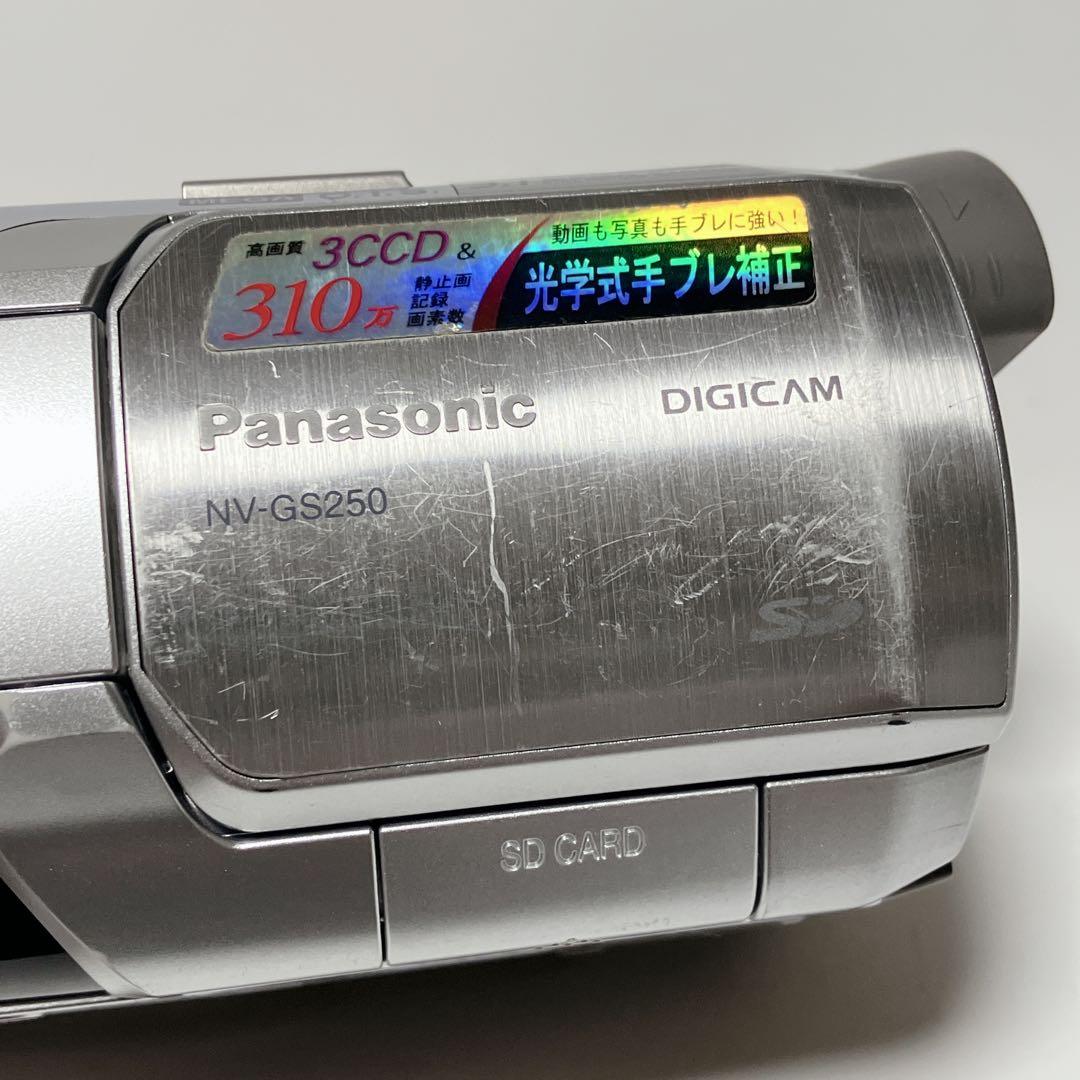 高画質 3CCD &
310万 静止画
記録
画素数
動画も写真も手ブレに強い!
光学式手ブレ補正
Panasonic
DIGICAM
NV-GS250
SD
SD CARD